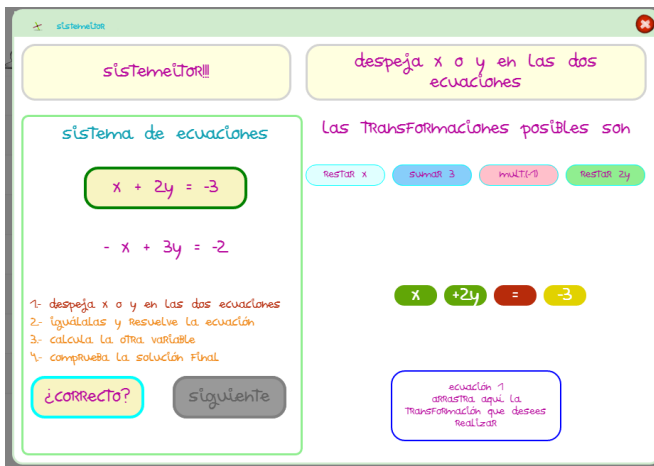 sistemeitor
sistemeitor!!!
despeja x o y en las dos
ecuaciones
sistema de ecuaciones
x + 2y = -3
- x + 3y = -2
1.- despeja x o y en las dos ecuaciones
2.- iguálalas y resuelve la ecuación
3.- calcula la otra variable
4.- comprueba la solución final
¿correcto?
siguiente
las transformaciones posibles son
restar x
sumar 3
mult.(-1)
restar 2y
x +2y = -3
ecuación 1
arrastra aquí la
transformación que desees
realizar